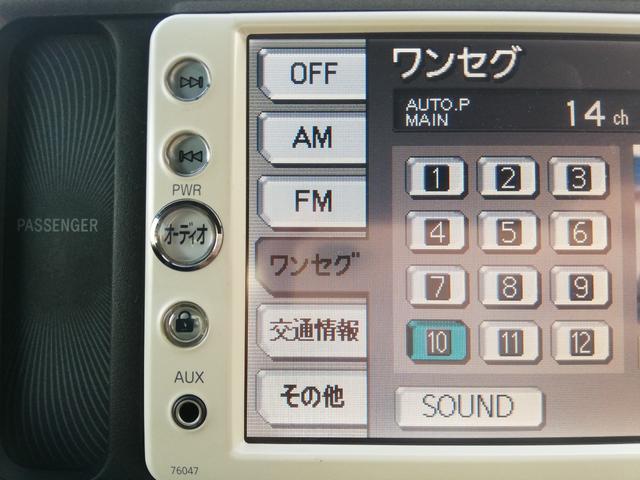 PASSENGER
PWR
オーディオ
AUX
76047
OFF
AM
FM
ワンセグ
交通情報
その他
ワンセグ
AUTO.P
MAIN
14 ch
1 2 3
4 5 6
7 8 9
10 11 12
SOUND